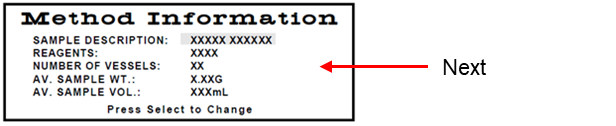 Method Information
SAMPLE DESCRIPTION: XXXXX XXXXXX
REAGENTS: XXXX
NUMBER OF VESSELS: XX
AV. SAMPLE WT.: X.XXG
AV. SAMPLE VOL.: XXXmL
Press Select to Change
Next